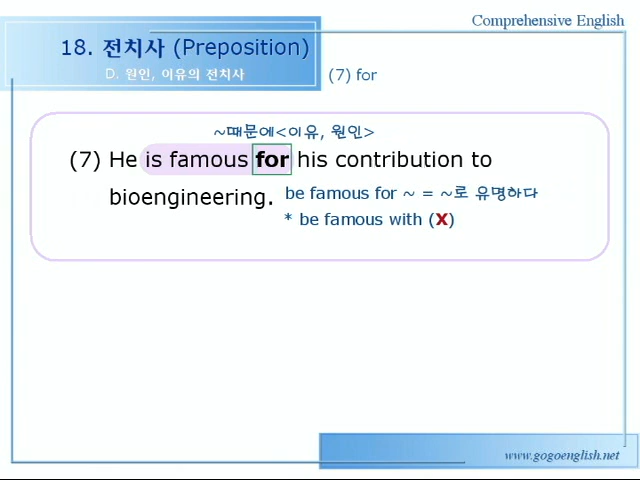 Comprehensive English
18. 전치사 (Preposition)
D. 원인, 이유의 전치사
(7) for
~때문에<이유, 원인>
(7) He is famous for his contribution to
bioengineering.
be famous for ~ = ~로 유명하다
* be famous with (X)
www.gogoenglish.net